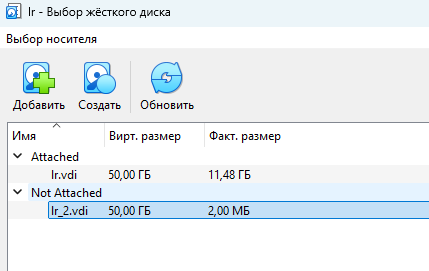 lr - Выбор жёсткого диска
Выбор носителя
Добавить Создать Обновить
Имя Вирт. размер Факт. размер
Attached
lr.vdi 50,00 ГБ 11,48 ГБ
Not Attached
lr_2.vdi 50,00 ГБ 2,00 МБ